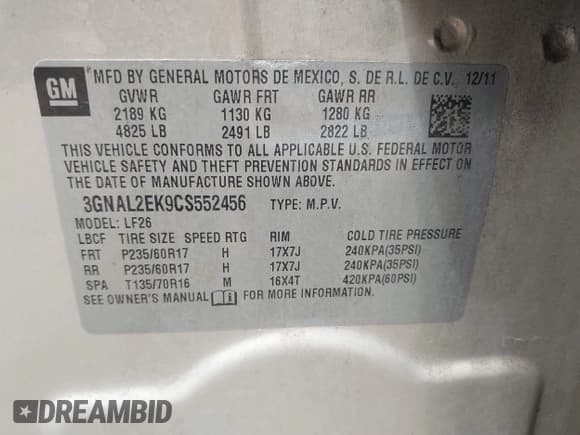 GM
MFD BY GENERAL MOTORS DE MEXICO, S. DE R.L. DE C.V. 12/11
GVWR GAWR FRT GAWR RR
2189 KG 1130 KG 1280 KG
4825 LB 2491 LB 2822 LB
THIS VEHICLE CONFORMS TO ALL APPLICABLE U.S. FEDERAL MOTOR
VEHICLE SAFETY AND THEFT PREVENTION STANDARDS IN EFFECT ON
THE DATE OF MANUFACTURE SHOWN ABOVE.
3GNAL2EK9CS552456 TYPE: M.P.V.
MODEL: LF26
LBCF TIRE SIZE SPEED RTG RIM COLD TIRE PRESSURE
FRT P235/60R17 H 17X7J 240KPA(35PSI)
RR P235/60R17 H 17X7J 240KPA(35PSI)
SPA T135/70R16 M 16X4T 420KPA(60PSI)
SEE OWNER'S MANUAL FOR MORE INFORMATION.
DREAMBID